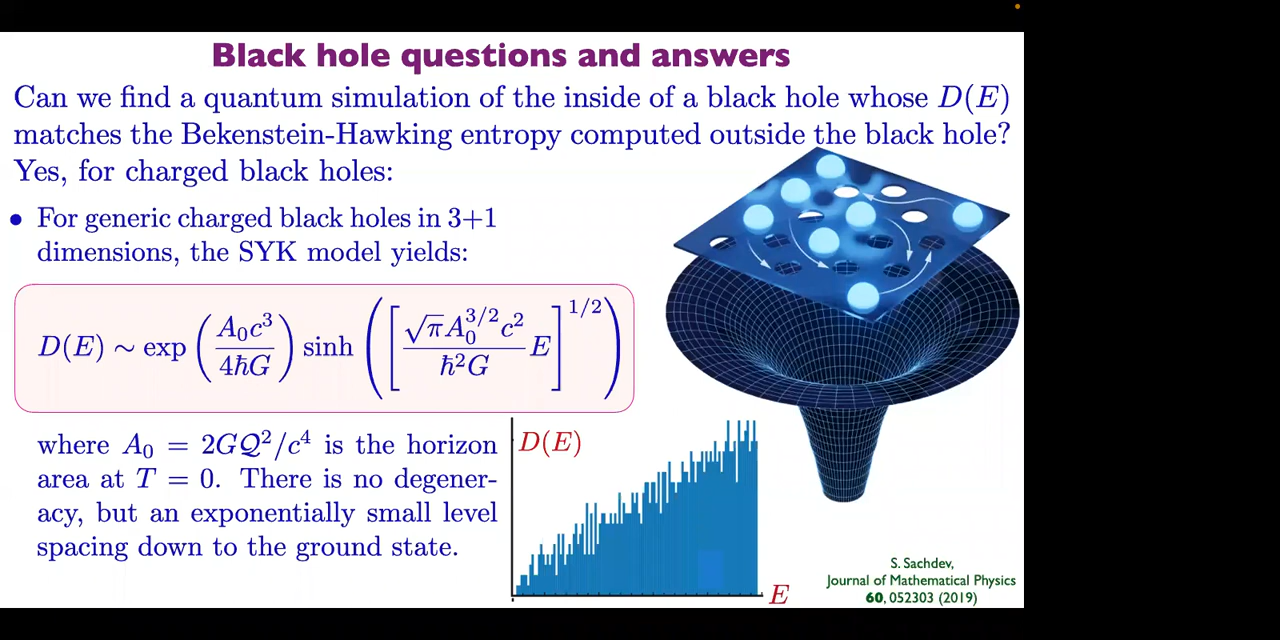 Black hole questions and answers
Can we find a quantum simulation of the inside of a black hole whose D(E)
matches the Bekenstein-Hawking entropy computed outside the black hole?
Yes, for charged black holes:
• For generic charged black holes in 3+1
dimensions, the SYK model yields:
D(E) ∼ exp (A₀c³ / 4ℏG) sinh ([√π A₀^{3/2} c² / ℏ²G E]^{1/2})
where A₀ = 2GQ²/c⁴ is the horizon
area at T = 0. There is no degener-
acy, but an exponentially small level
spacing down to the ground state.
D(E)
E
S. Sachdev,
Journal of Mathematical Physics
60, 052303 (2019)